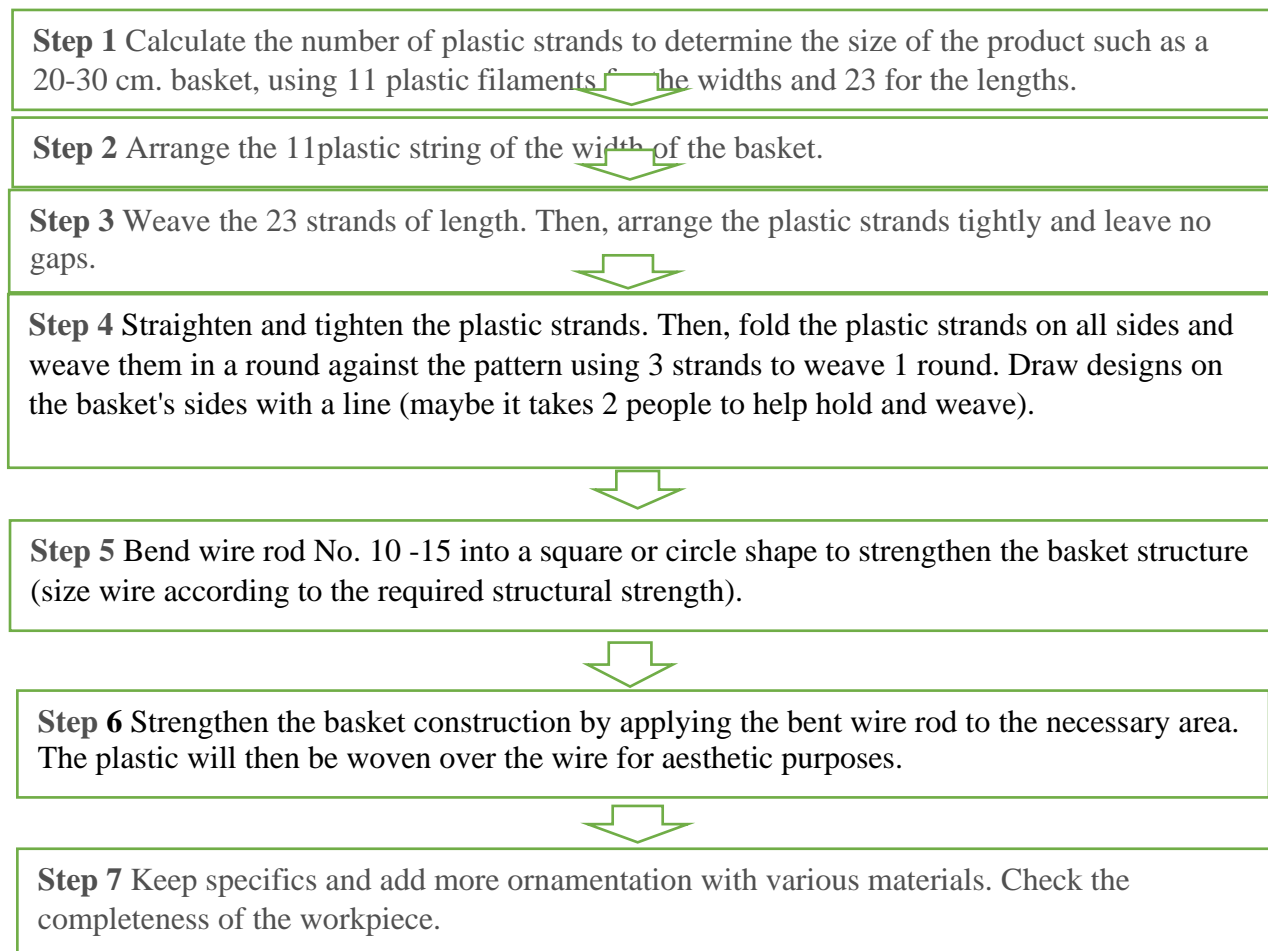 Step 1 Calculate the number of plastic strands to determine the size of the product such as a
20-30 cm. basket, using 11 plastic filaments for the widths and 23 for the lengths.
Step 2 Arrange the 11plastic string of the width of the basket.
Step 3 Weave the 23 strands of length. Then, arrange the plastic strands tightly and leave no
gaps.
Step 4 Straighten and tighten the plastic strands. Then, fold the plastic strands on all sides and
weave them in a round against the pattern using 3 strands to weave 1 round. Draw designs on
the basket's sides with a line (maybe it takes 2 people to help hold and weave).
Step 5 Bend wire rod No. 10 -15 into a square or circle shape to strengthen the basket structure
(size wire according to the required structural strength).
Step 6 Strengthen the basket construction by applying the bent wire rod to the necessary area.
The plastic will then be woven over the wire for aesthetic purposes.
Step 7 Keep specifics and add more ornamentation with various materials. Check the
completeness of the workpiece.